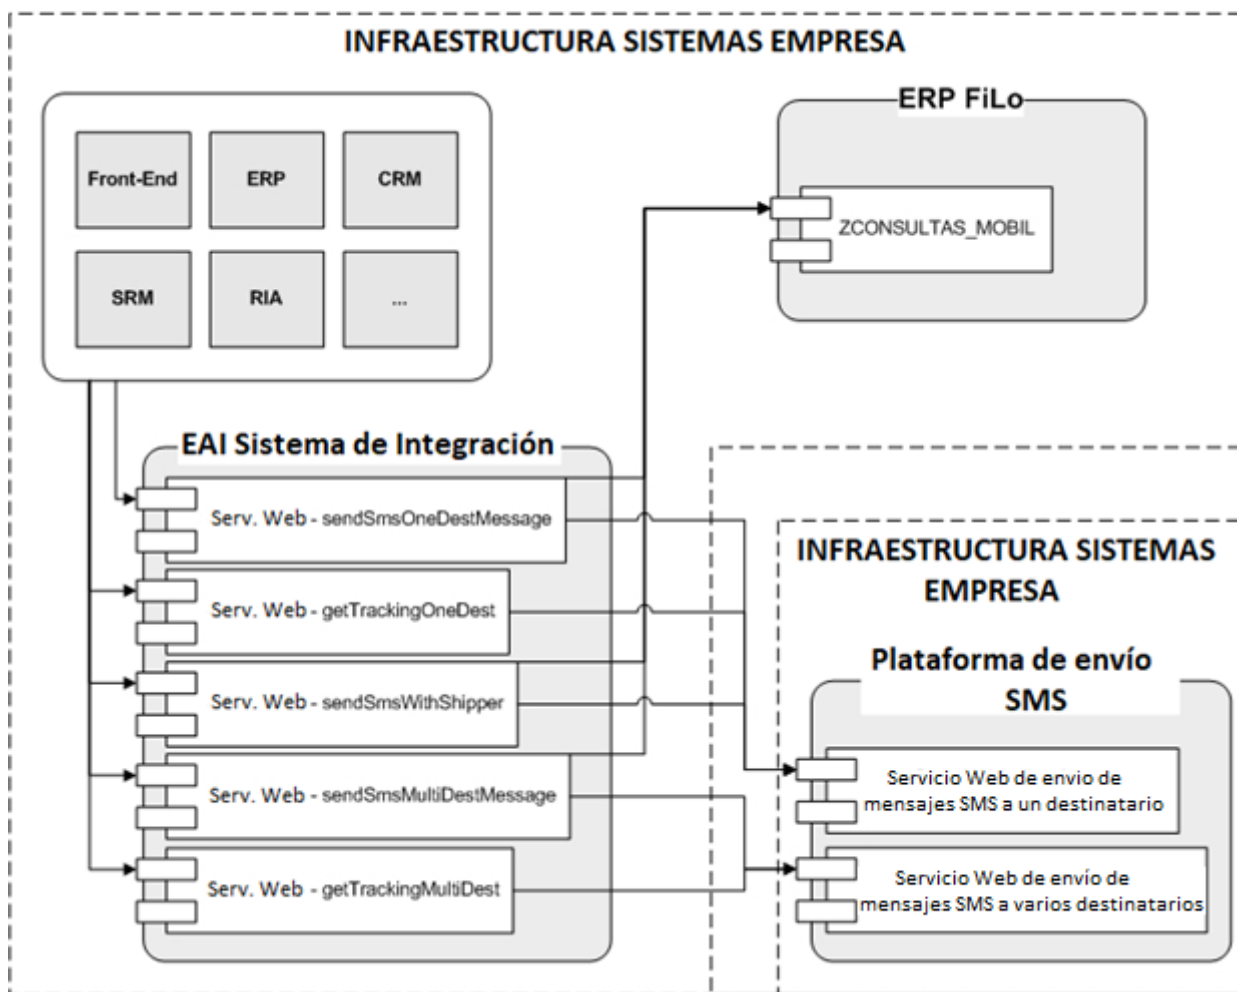 INFRAESTRUCTURA SISTEMAS EMPRESA
Front-End
ERP
CRM
SRM
RIA
...
ERP FiLo
ZCONSULTAS_MOBIL
EAI Sistema de Integración
Serv. Web - sendSmsOneDestMessage
Serv. Web - getTrackingOneDest
Serv. Web - sendSmsWithShipper
Serv. Web - sendSmsMultiDestMessage
Serv. Web - getTrackingMultiDest
INFRAESTRUCTURA SISTEMAS
EMPRESA
Plataforma de envío
SMS
Servicio Web de envio de
mensajes SMS a un destinatario
Servicio Web de envío de
mensajes SMS a varios destinatarios